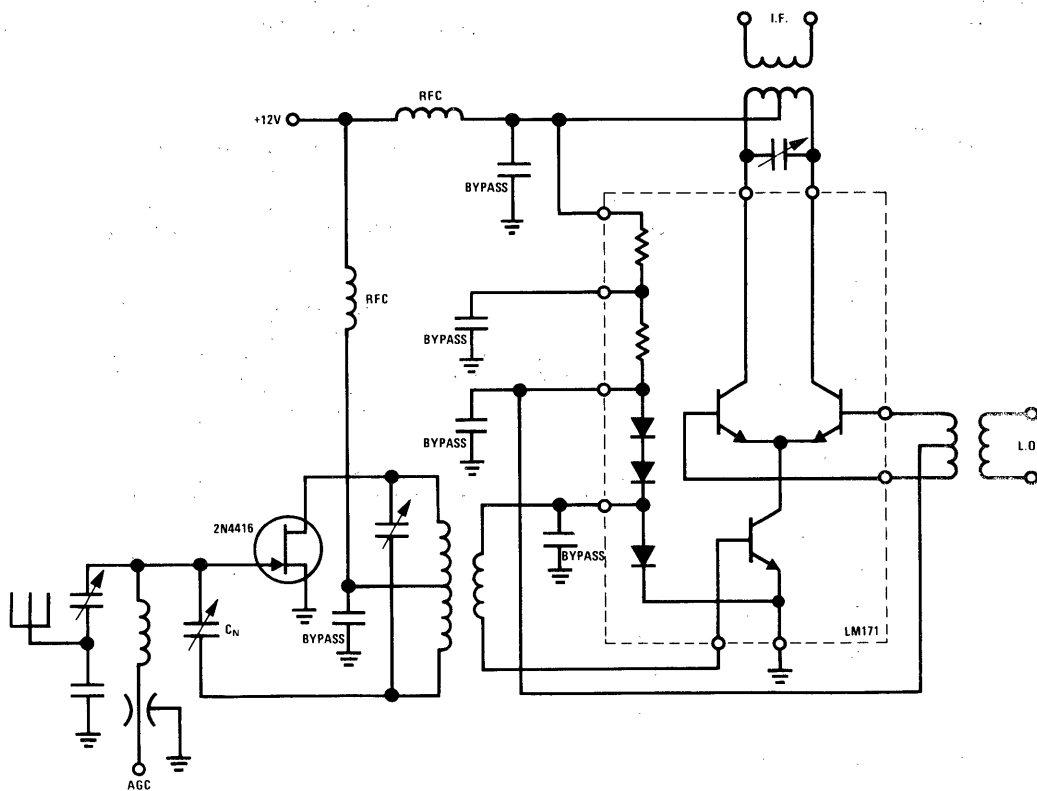 I.F.
RFC
+12V
BYPASS
RFC
BYPASS
BYPASS
L.O
2N4416
BYPASS
C_N
BYPASS
LM171
AGC